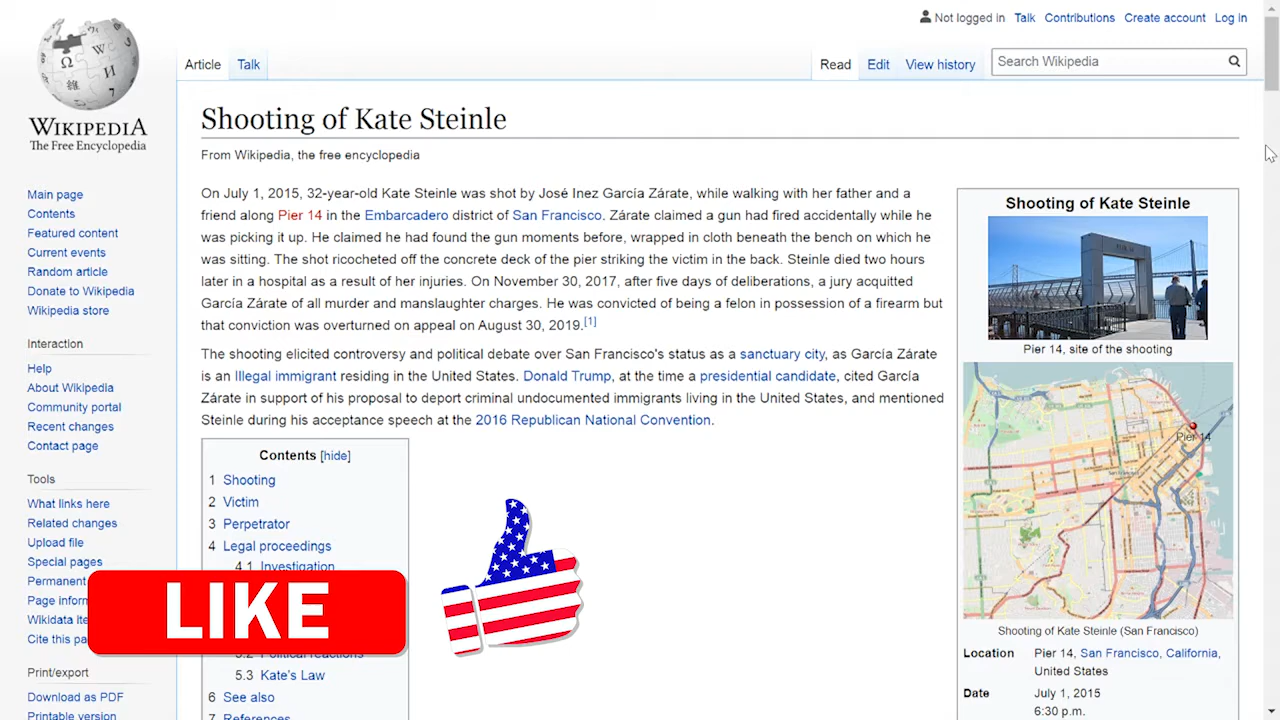 Not logged in Talk Contributions Create account Log in
Article Talk Read Edit View history Search Wikipedia
WIKIPEDIA
The Free Encyclopedia
Main page
Contents
Featured content
Current events
Random article
Donate to Wikipedia
Wikipedia store
Interaction
Help
About Wikipedia
Community portal
Recent changes
Contact page
Tools
What links here
Related changes
Upload file
Special pages
Permanent
Page inform
Wikidata Ite
Cite this pa
Print/export
Download as PDF
Printable version
Shooting of Kate Steinle
From Wikipedia, the free encyclopedia
On July 1, 2015, 32-year-old Kate Steinle was shot by José Inez García Zárate, while walking with her father and a
friend along Pier 14 in the Embarcadero district of San Francisco. Zárate claimed a gun had fired accidentally while he
was picking it up. He claimed he had found the gun moments before, wrapped in cloth beneath the bench on which he
was sitting. The shot ricocheted off the concrete deck of the pier striking the victim in the back. Steinle died two hours
later in a hospital as a result of her injuries. On November 30, 2017, after five days of deliberations, a jury acquitted
García Zárate of all murder and manslaughter charges. He was convicted of being a felon in possession of a firearm but
that conviction was overturned on appeal on August 30, 2019.[1]
The shooting elicited controversy and political debate over San Francisco's status as a sanctuary city, as García Zárate
is an Illegal immigrant residing in the United States. Donald Trump, at the time a presidential candidate, cited García
Zárate in support of his proposal to deport criminal undocumented immigrants living in the United States, and mentioned
Steinle during his acceptance speech at the 2016 Republican National Convention.
Contents [hide]
1 Shooting
2 Victim
3 Perpetrator
4 Legal proceedings
4.1 Investigation
5.2 Political reactions
5.3 Kate's Law
6 See also
7 References
LIKE
Shooting of Kate Steinle
Pier 14, site of the shooting
Pier 14
Shooting of Kate Steinle (San Francisco)
Location Pier 14, San Francisco, California,
United States
Date July 1, 2015
6:30 p.m.